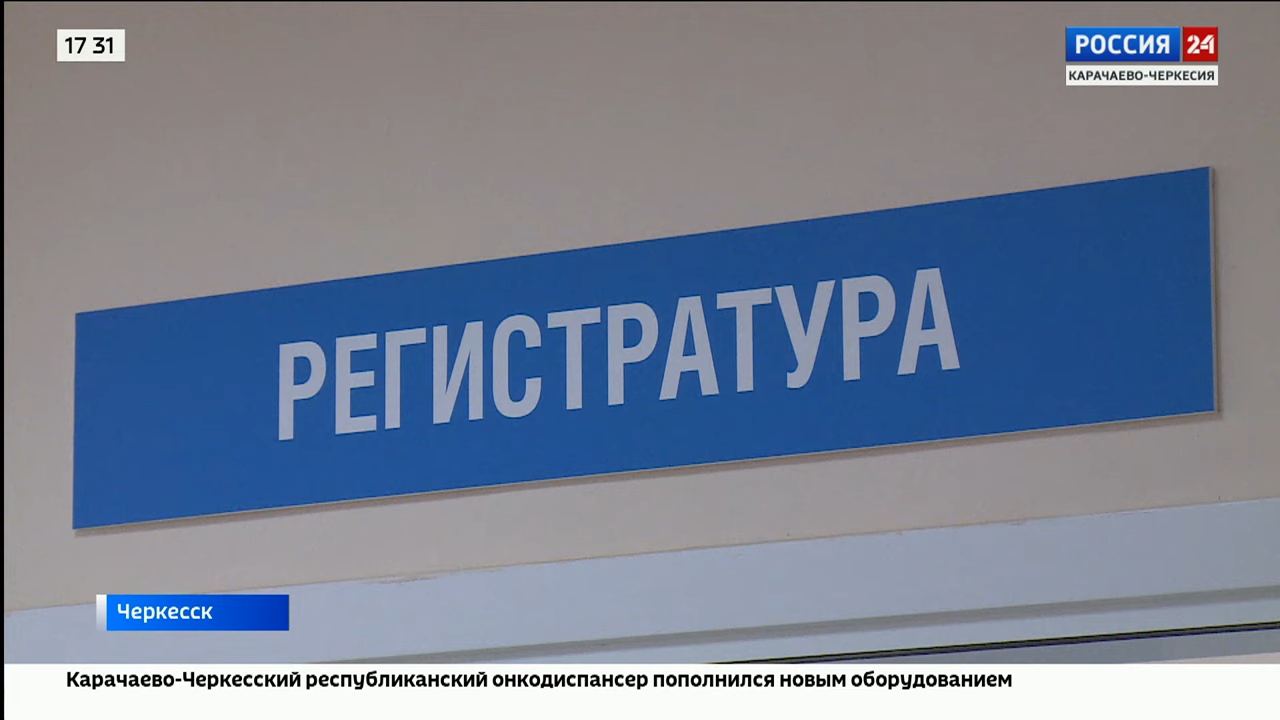 17 31
РОССИЯ 24
КАРАЧАЕВО-ЧЕРКЕСИЯ
РЕГИСТРАТУРА
Черкесск
Карачаево-Черкесский республиканский онкодиспансер пополнился новым оборудованием